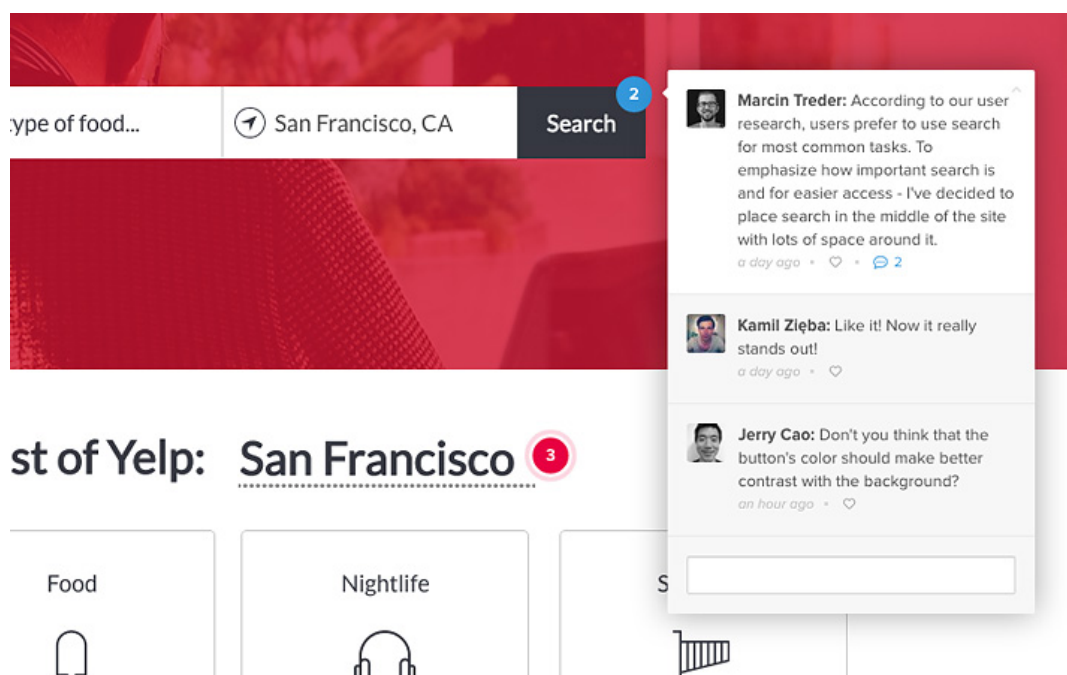 type of food...
San Francisco, CA
Search
2
Marcin Treder: According to our user
research, users prefer to use search
for most common tasks. To
emphasize how important search is
and for easier access - I've decided to
place search in the middle of the site
with lots of space around it.
a day ago • • 2
Kamil Zięba: Like it! Now it really
stands out!
a day ago •
Jerry Cao: Don't you think that the
button's color should make better
contrast with the background?
an hour ago •
st of Yelp: San Francisco 3
Food
Nightlife
S